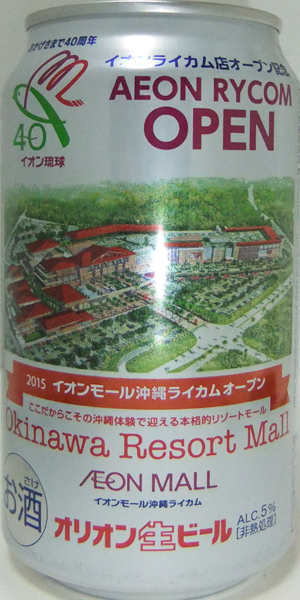 おかげさまで40周年
イオンライカム店オープン記念
AEON RYCOM
OPEN
40
イオン琉球
2015 イオンモール沖縄ライカムオープン
ここだからこその沖縄体験で迎える本格的リゾートモール
Okinawa Resort Mall
ÆON MALL
イオンモール沖縄ライカム
さけ
お酒
オリオン生ビール
ALC.5%
[非熱処理]